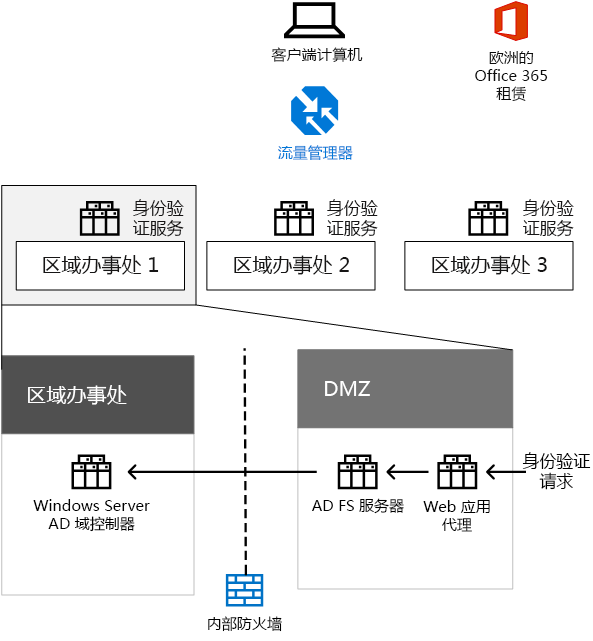 客户端计算机
欧洲的
Office 365
租赁
流量管理器
身份验
证服务
区域办事处 1
身份验
证服务
区域办事处 2
身份验
证服务
区域办事处 3
区域办事处
DMZ
Windows Server
AD 域控制器
AD FS 服务器
Web 应用
代理
身份验证
请求
内部防火墙